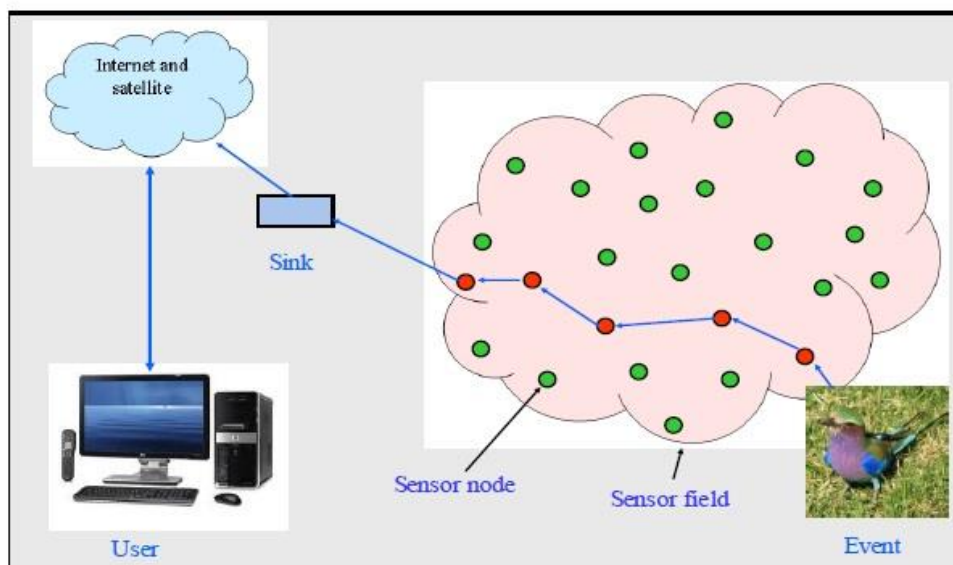 Internet and
satellite
Sink
Sensor node
Sensor field
User
Event